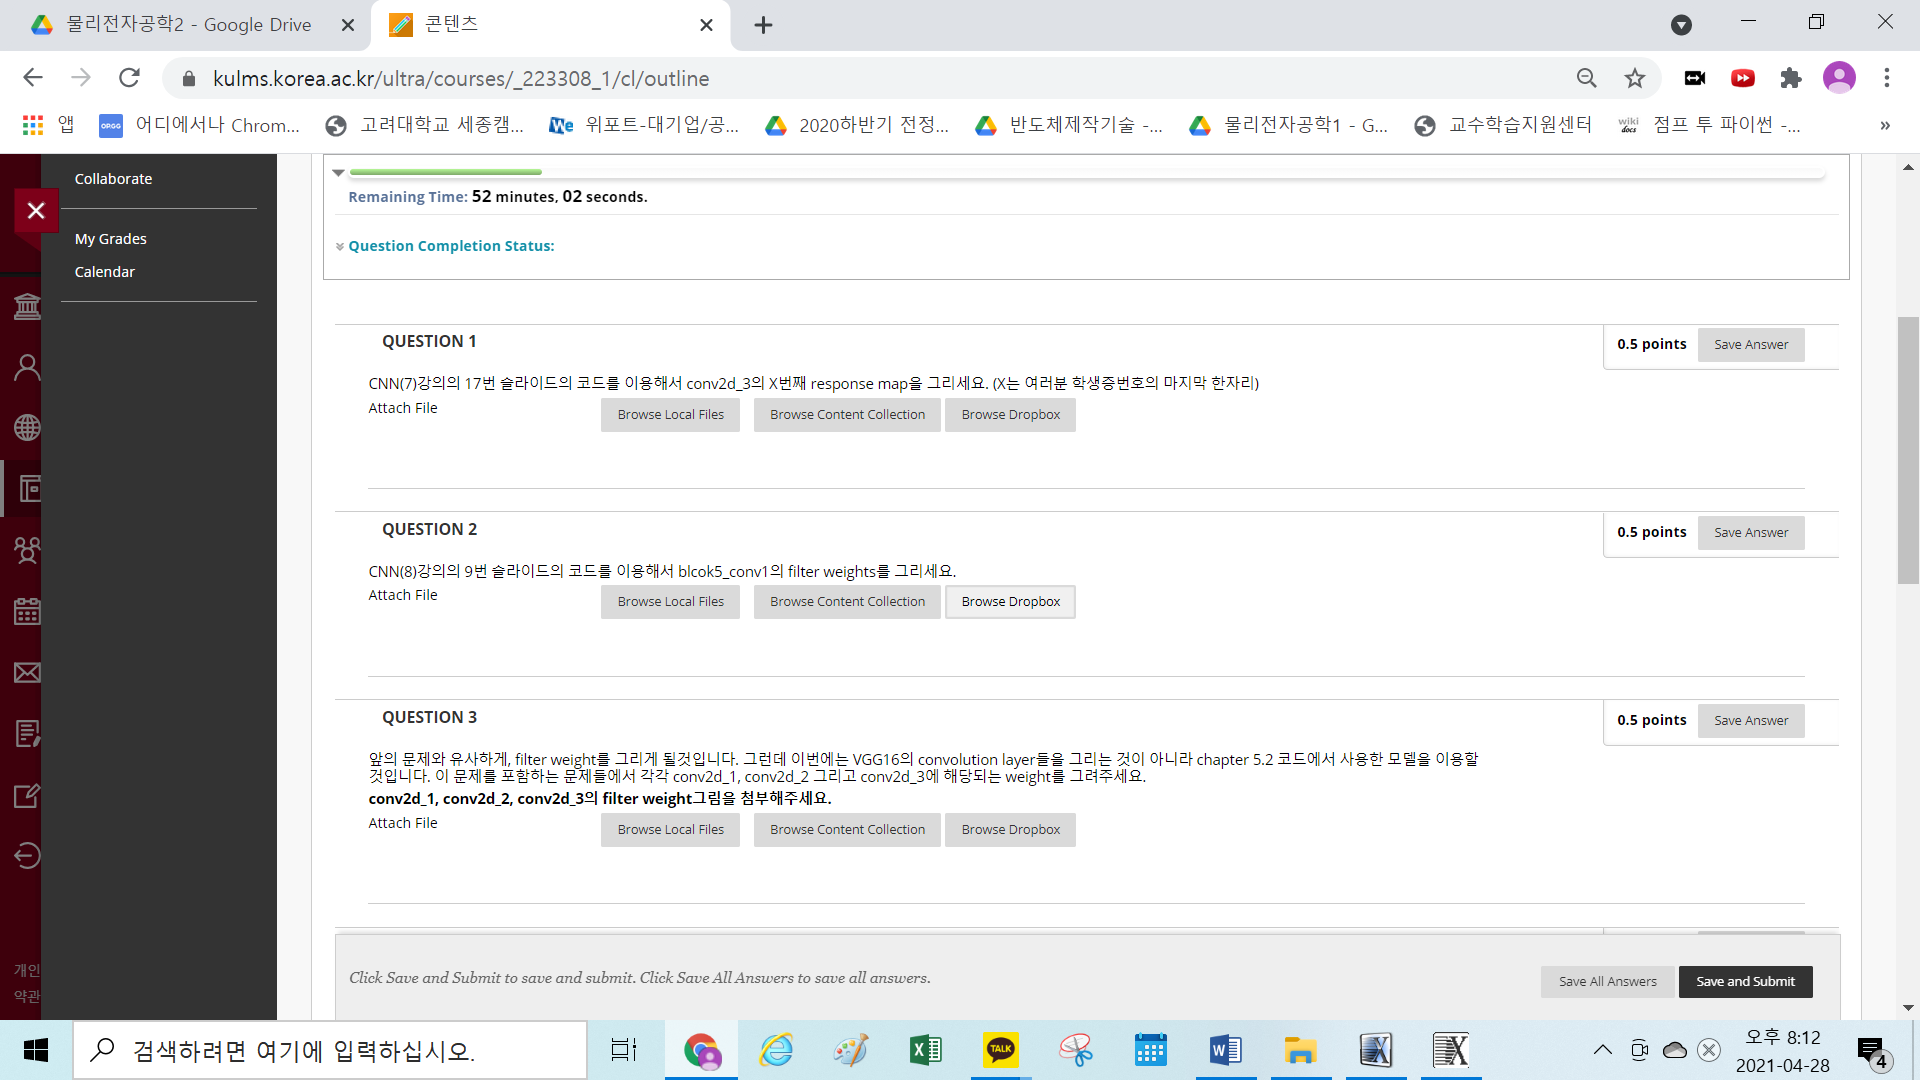 물리전자공학2 - Google Drive
콘텐츠
kulms.korea.ac.kr/ultra/courses/_223308_1/cl/outline
앱
OP.GG
어디에서나 Chrom...
고려대학교 세종캠...
We
위포트-대기업/공...
2020하반기 전정...
반도체제작기술 -...
물리전자공학1 - G...
교수학습지원센터
wiki docs
점프 투 파이썬 -...
»
Collaborate
My Grades
Calendar
개인
약관
Remaining Time: 52 minutes, 02 seconds.
Question Completion Status:
QUESTION 1
0.5 points
Save Answer
CNN(7)강의의 17번 슬라이드의 코드를 이용해서 conv2d_3의 X번째 response map을 그리세요. (X는 여러분 학생증번호의 마지막 한자리)
Attach File
Browse Local Files
Browse Content Collection
Browse Dropbox
QUESTION 2
0.5 points
Save Answer
CNN(8)강의의 9번 슬라이드의 코드를 이용해서 blcok5_conv1의 filter weights를 그리세요.
Attach File
Browse Local Files
Browse Content Collection
Browse Dropbox
QUESTION 3
0.5 points
Save Answer
앞의 문제와 유사하게, filter weight를 그리게 될것입니다. 그런데 이번에는 VGG16의 convolution layer들을 그리는 것이 아니라 chapter 5.2 코드에서 사용한 모델을 이용할
것입니다. 이 문제를 포함하는 문제들에서 각각 conv2d_1, conv2d_2 그리고 conv2d_3에 해당되는 weight를 그려주세요.
conv2d_1, conv2d_2, conv2d_3의 filter weight그림을 첨부해주세요.
Attach File
Browse Local Files
Browse Content Collection
Browse Dropbox
Click Save and Submit to save and submit. Click Save All Answers to save all answers.
Save All Answers
Save and Submit
검색하려면 여기에 입력하십시오.
TALK
오후 8:12
2021-04-28
4